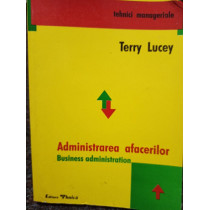 tehnici manageriale
Terry Lucey
Administrarea afacerilor
Business administration
Editura Tehnică